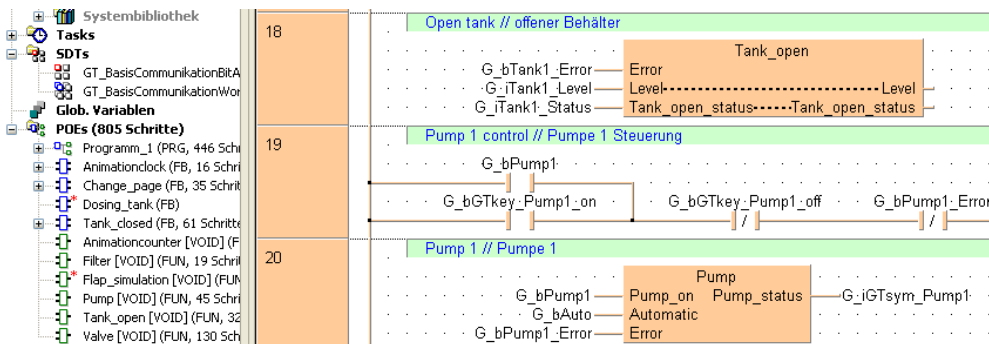 Systembibliothek
Tasks
SDTs
GT_BasisCommunikationBitA
GT_BasisCommunikationWor
Glob. Variablen
POEs (805 Schritte)
Programm_1 (PRG, 446 Schri
Animationclock (FB, 16 Schri
Change_page (FB, 35 Schrit
Dosing_tank (FB)
Tank_closed (FB, 61 Schritte
Animationcounter [VOID] (F
Filter [VOID] (FUN, 19 Schri
Flap_simulation [VOID] (FUN
Pump [VOID] (FUN, 45 Schri
Tank_open [VOID] (FUN, 32
Valve [VOID] (FUN, 130 Sch
18
Open tank // offener Behälter
Tank_open
G_bTank1_Error Error
G_iTank1_Level Level Level
G_iTank1_Status Tank_open_status Tank_open_status
19
Pump 1 control // Pumpe 1 Steuerung
G_bPump1
G_bGTkey_Pump1_on G_bGTkey_Pump1_off G_bPump1_Error
20
Pump 1 // Pumpe 1
Pump
G_bPump1 Pump_on Pump_status G_iGTsym_Pump1
G_bAuto Automatic
G_bPump1_Error Error